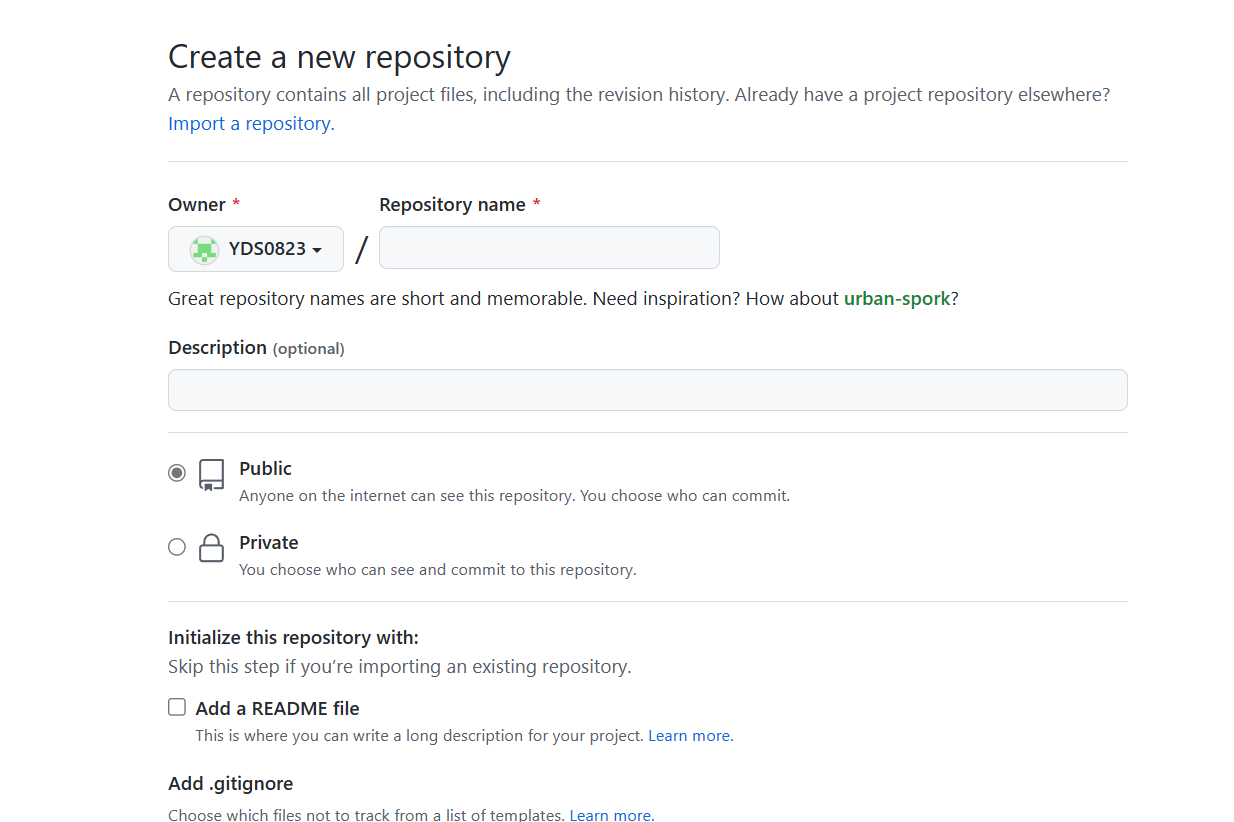 Create a new repository
A repository contains all project files, including the revision history. Already have a project repository elsewhere?
Import a repository.
Owner * Repository name *
YDS0823 /
Great repository names are short and memorable. Need inspiration? How about urban-spork?
Description (optional)
Public
Anyone on the internet can see this repository. You choose who can commit.
Private
You choose who can see and commit to this repository.
Initialize this repository with:
Skip this step if you’re importing an existing repository.
Add a README file
This is where you can write a long description for your project. Learn more.
Add .gitignore
Choose which files not to track from a list of templates. Learn more.